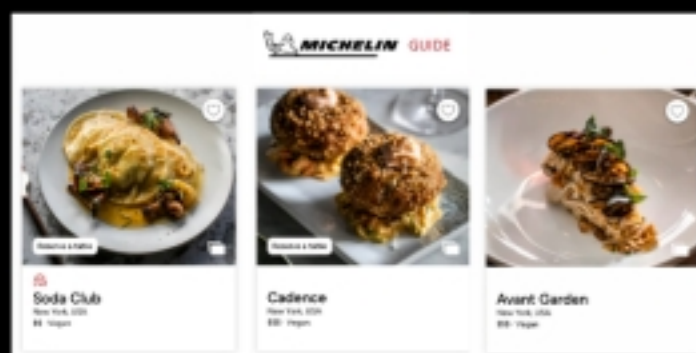 MICHELIN GUIDE
Soda Club
New York, USA
$$ · Vegan
Cadence
New York, USA
$$$ · Vegan
Avant Garden
New York, USA
$$$ · Vegan